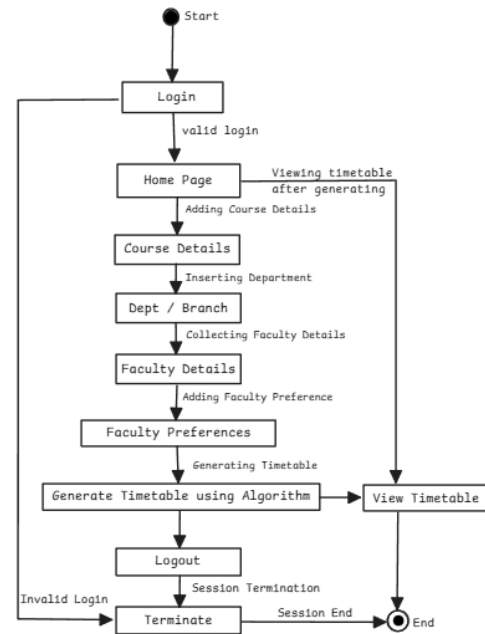 Start
Login
valid login
Home Page
Viewing timetable
after generating
Adding Course Details
Course Details
Inserting Department
Dept / Branch
Collecting Faculty Details
Faculty Details
Adding Faculty Preference
Faculty Preferences
Generating Timetable
Generate Timetable using Algorithm
View Timetable
Logout
Session Termination
Invalid Login
Terminate
Session End
End